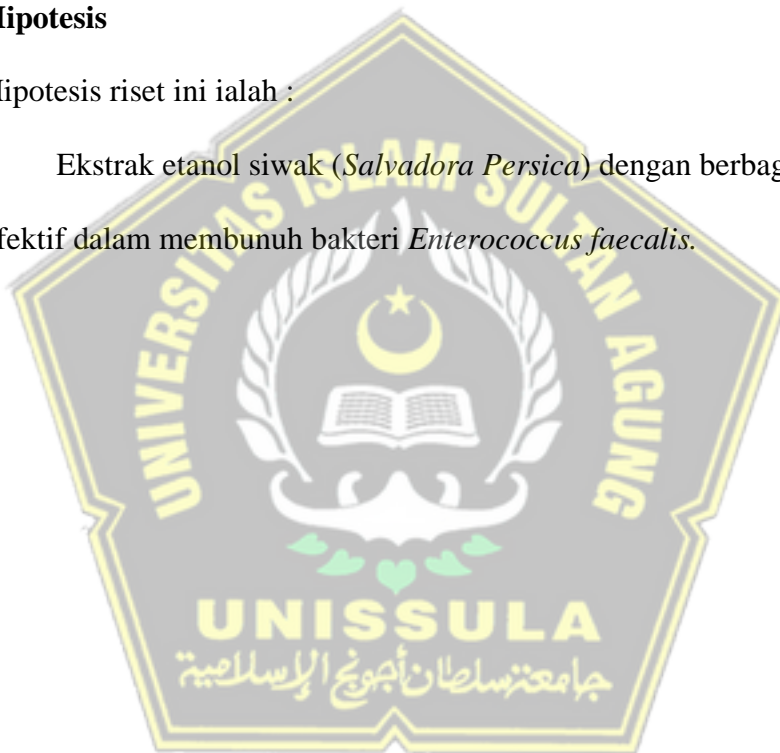 Hipotesis
Hipotesis riset ini ialah :
Ekstrak etanol siwak (Salvadora Persica) dengan berbag
fektif dalam membunuh bakteri Enterococcus faecalis.
UNIVERSITAS ISLAM SULTAN AGUNG
UNISSULA
جامعة سلطان أجونج الإسلامية